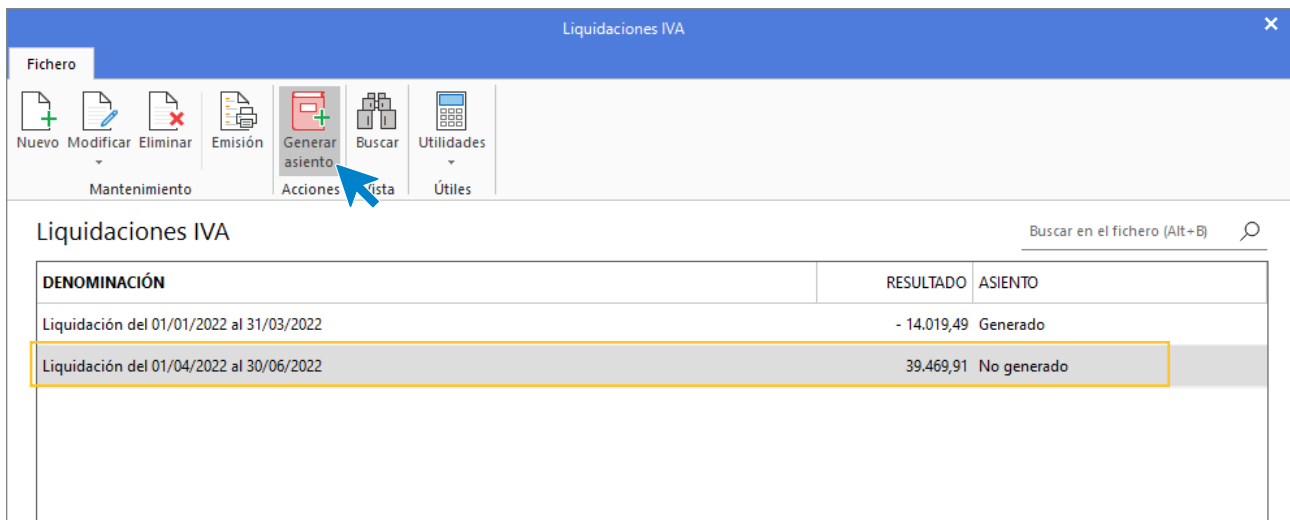 Liquidaciones IVA
Fichero
Nuevo Modificar Eliminar Emisión Generar asiento Buscar Utilidades
Mantenimiento Acciones Vista Útiles
Liquidaciones IVA
Buscar en el fichero (Alt+B)
DENOMINACIÓN RESULTADO ASIENTO
Liquidación del 01/01/2022 al 31/03/2022 - 14.019,49 Generado
Liquidación del 01/04/2022 al 30/06/2022 39.469,91 No generado